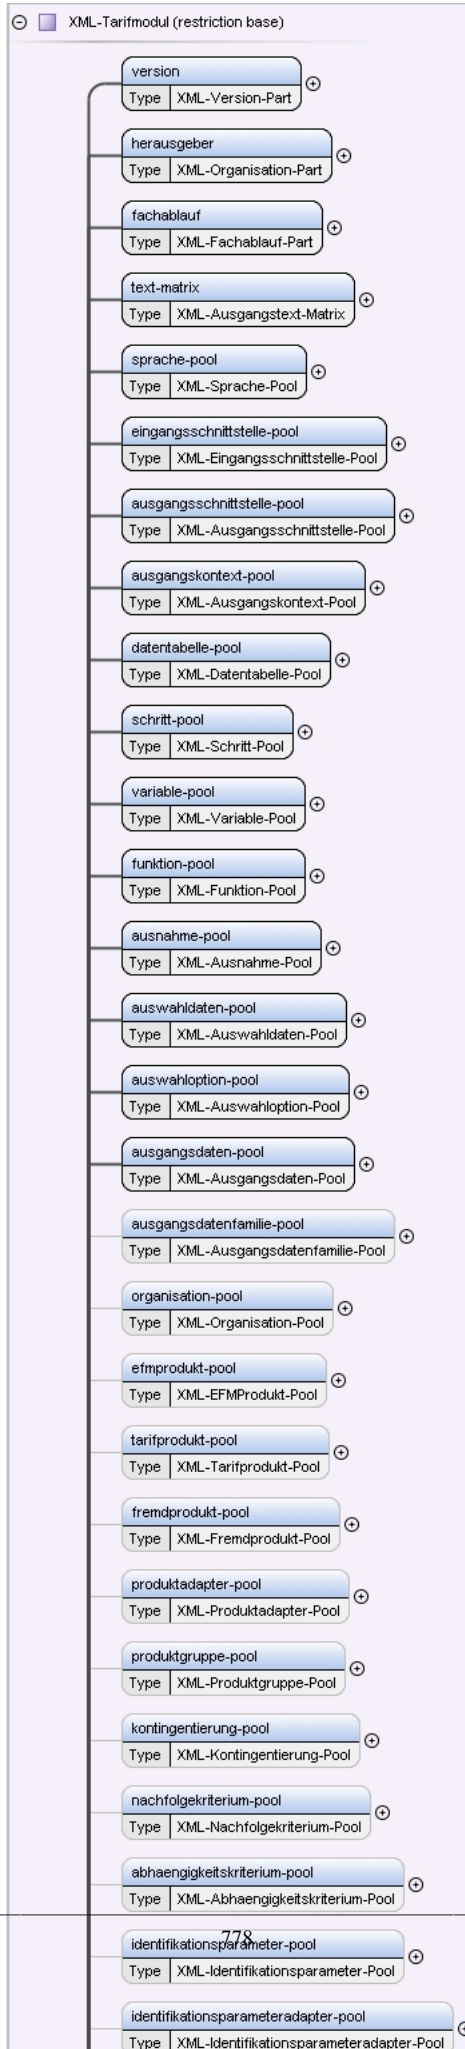 XML-Tarifmodul (restriction base)
version
Type XML-Version-Part
herausgeber
Type XML-Organisation-Part
fachablauf
Type XML-Fachablauf-Part
text-matrix
Type XML-Ausgangstext-Matrix
sprache-pool
Type XML-Sprache-Pool
eingangsschnittstelle-pool
Type XML-Eingangsschnittstelle-Pool
ausgangsschnittstelle-pool
Type XML-Ausgangsschnittstelle-Pool
ausgangskontext-pool
Type XML-Ausgangskontext-Pool
datentabelle-pool
Type XML-Datentabelle-Pool
schritt-pool
Type XML-Schritt-Pool
variable-pool
Type XML-Variable-Pool
funktion-pool
Type XML-Funktion-Pool
ausnahme-pool
Type XML-Ausnahme-Pool
auswahldaten-pool
Type XML-Auswahldaten-Pool
auswahloption-pool
Type XML-Auswahloption-Pool
ausgangsdaten-pool
Type XML-Ausgangsdaten-Pool
ausgangsdatenfamilie-pool
Type XML-Ausgangsdatenfamilie-Pool
organisation-pool
Type XML-Organisation-Pool
efmprodukt-pool
Type XML-EFMProdukt-Pool
tarifprodukt-pool
Type XML-Tarifprodukt-Pool
fremdprodukt-pool
Type XML-Fremdprodukt-Pool
produktadapter-pool
Type XML-Produktadapter-Pool
produktgruppe-pool
Type XML-Produktgruppe-Pool
kontingentierung-pool
Type XML-Kontingentierung-Pool
nachfolgekriterium-pool
Type XML-Nachfolgekriterium-Pool
abhaengigkeitskriterium-pool
Type XML-Abhaengigkeitskriterium-Pool
778
identifikationsparameter-pool
Type XML-Identifikationsparameter-Pool
identifikationsparameteradapter-pool
Type XML-Identifikationsparameteradapter-Pool